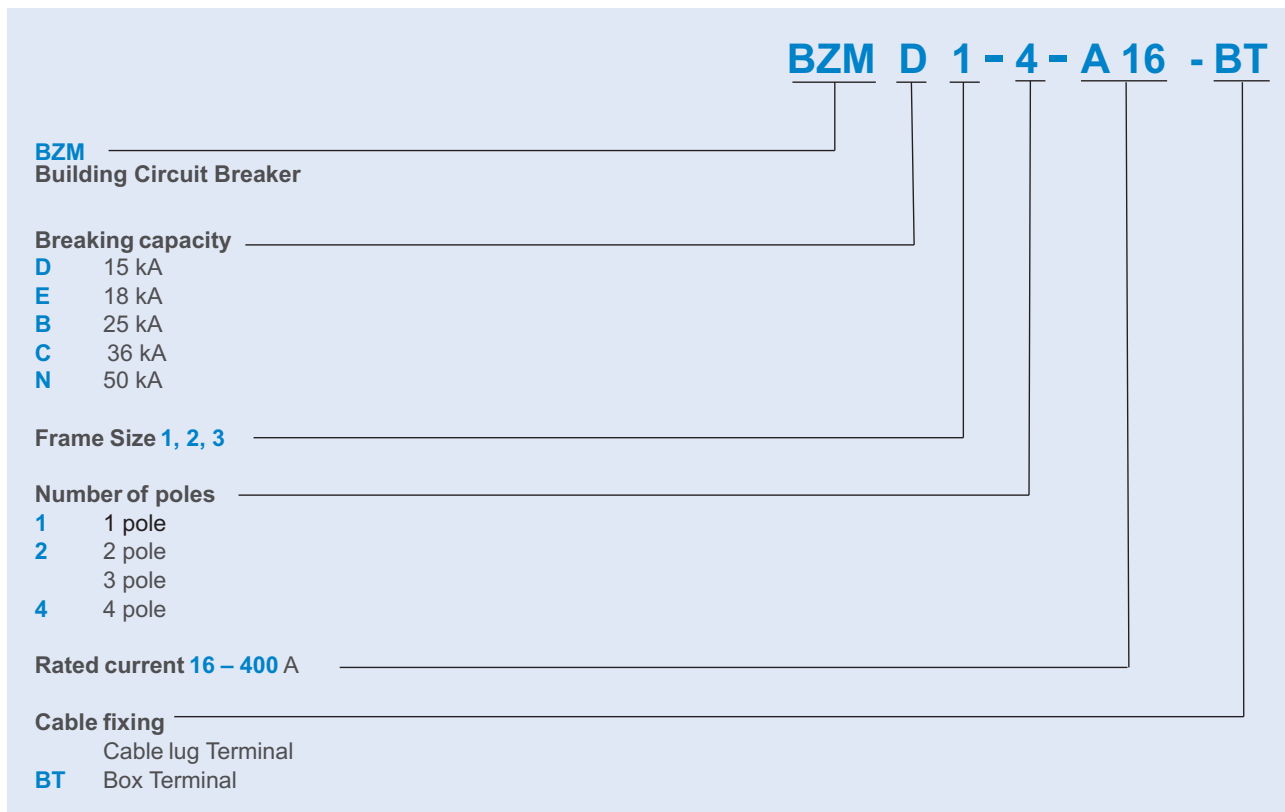 BZM D 1 - 4 - A 16 - BT
BZM
Building Circuit Breaker
Breaking capacity
D 15 kA
E 18 kA
B 25 kA
C 36 kA
N 50 kA
Frame Size 1, 2, 3
Number of poles
1 1 pole
2 2 pole
3 pole
4 4 pole
Rated current 16 – 400 A
Cable fixing
Cable lug Terminal
BT Box Terminal